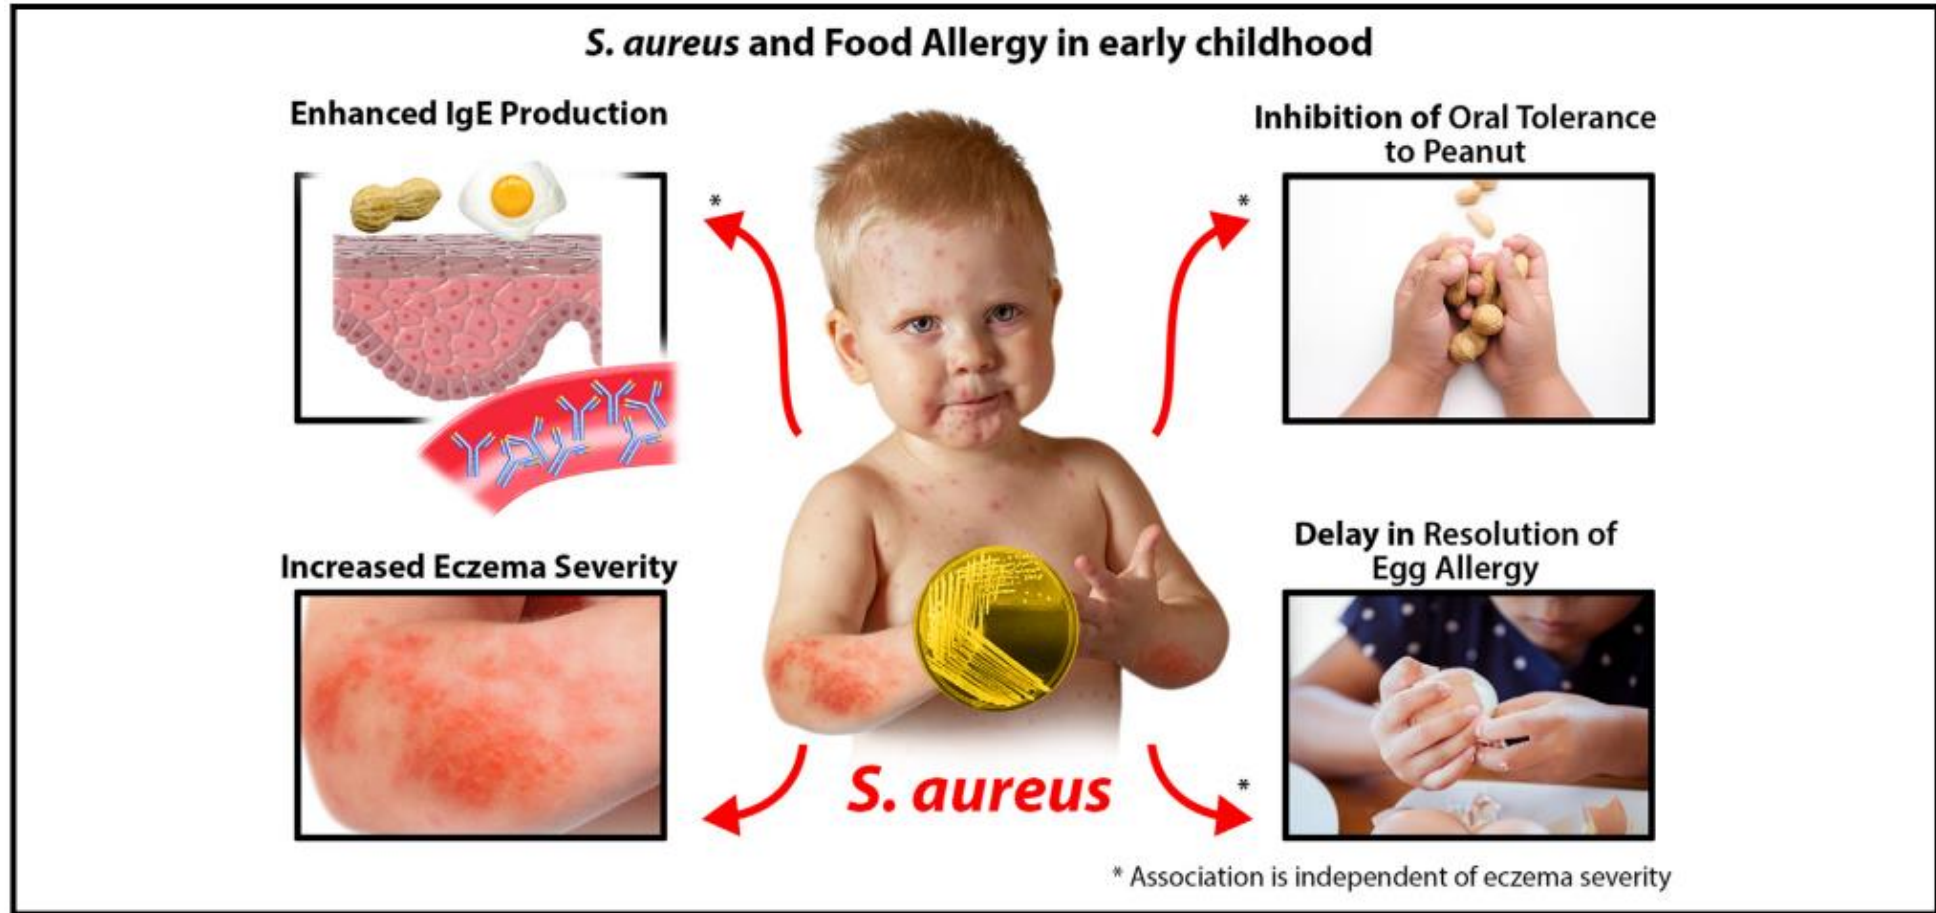 S. aureus and Food Allergy in early childhood
Enhanced IgE Production
*
Inhibition of Oral Tolerance
to Peanut
*
Increased Eczema Severity
Delay in Resolution of
Egg Allergy
*
S. aureus
* Association is independent of eczema severity